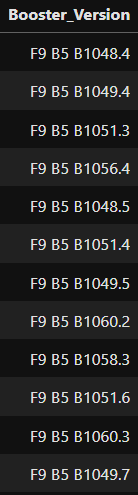 Booster_Version
F9 B5 B1048.4
F9 B5 B1049.4
F9 B5 B1051.3
F9 B5 B1056.4
F9 B5 B1048.5
F9 B5 B1051.4
F9 B5 B1049.5
F9 B5 B1060.2
F9 B5 B1058.3
F9 B5 B1051.6
F9 B5 B1060.3
F9 B5 B1049.7